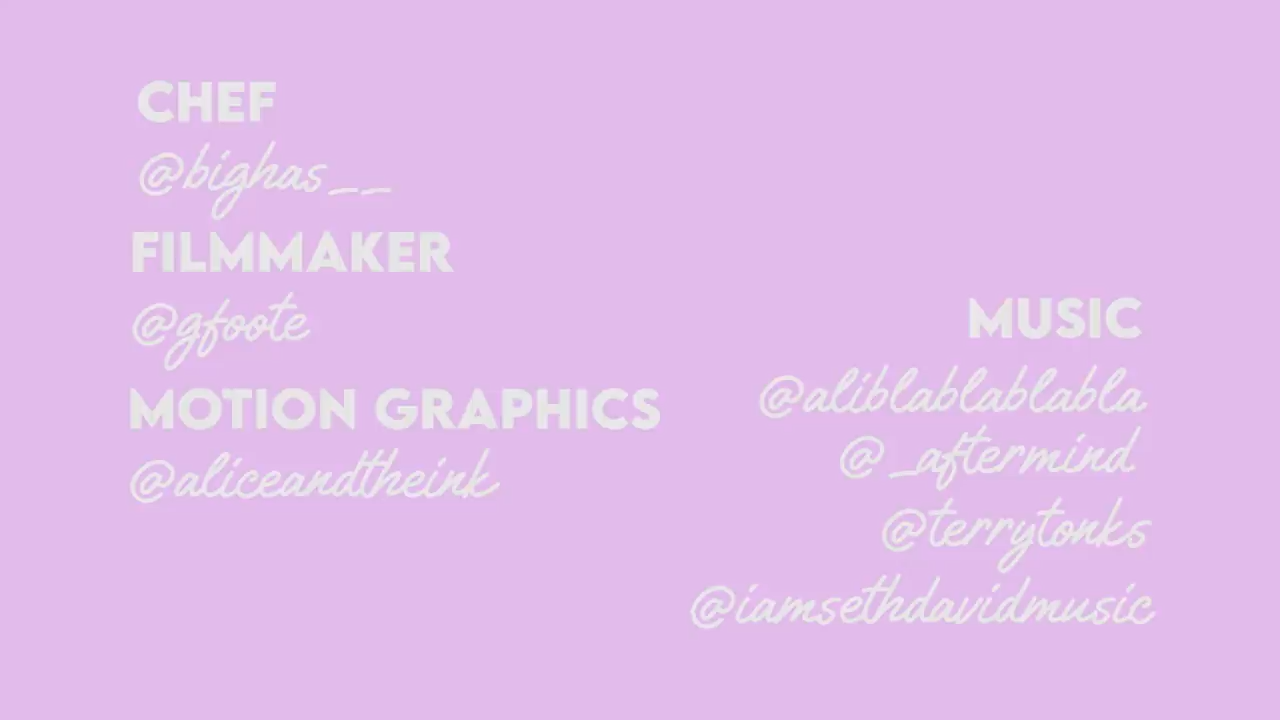 CHEF
@bighas__
FILMMAKER
@gfoote
MOTION GRAPHICS
@aliceandtheink
MUSIC
@aliblablablabla
@_aftermind
@terrytonks
@iamsethdavidmusic